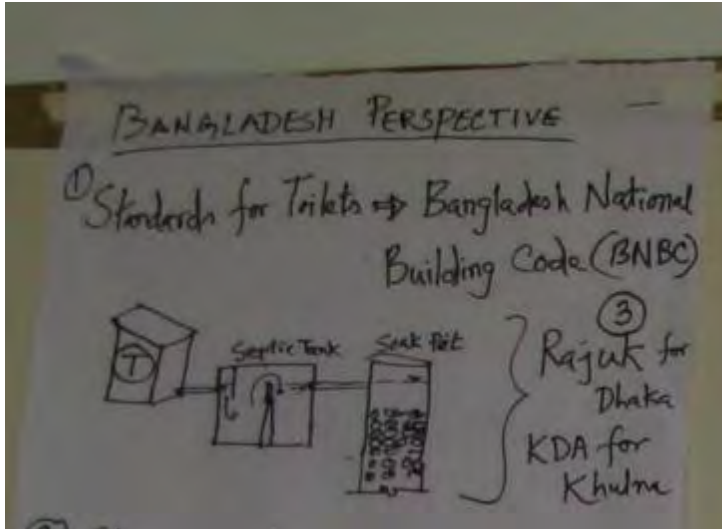 BANGLADESH PERSPECTIVE
① Standards for Toilets ⇒ Bangladesh National
Building Code (BNBC)
T
Septic Tank
Soak Pit
③
Rajuk for
Dhaka
KDA for
Khulna